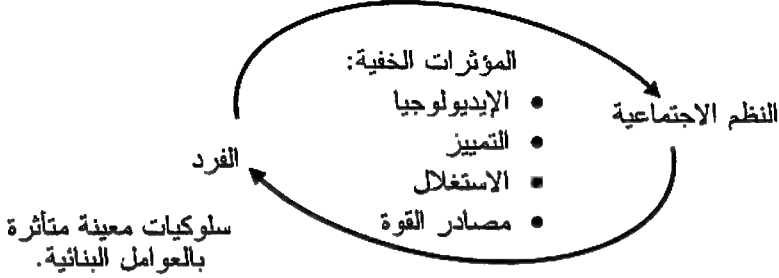 المؤثرات الخفية:
• الإيديولوجيا
• التمييز
▪ الاستغلال
• مصادر القوة
النظم الاجتماعية
الفرد
سلوكيات معينة متأثرة
بالعوامل البنائية.